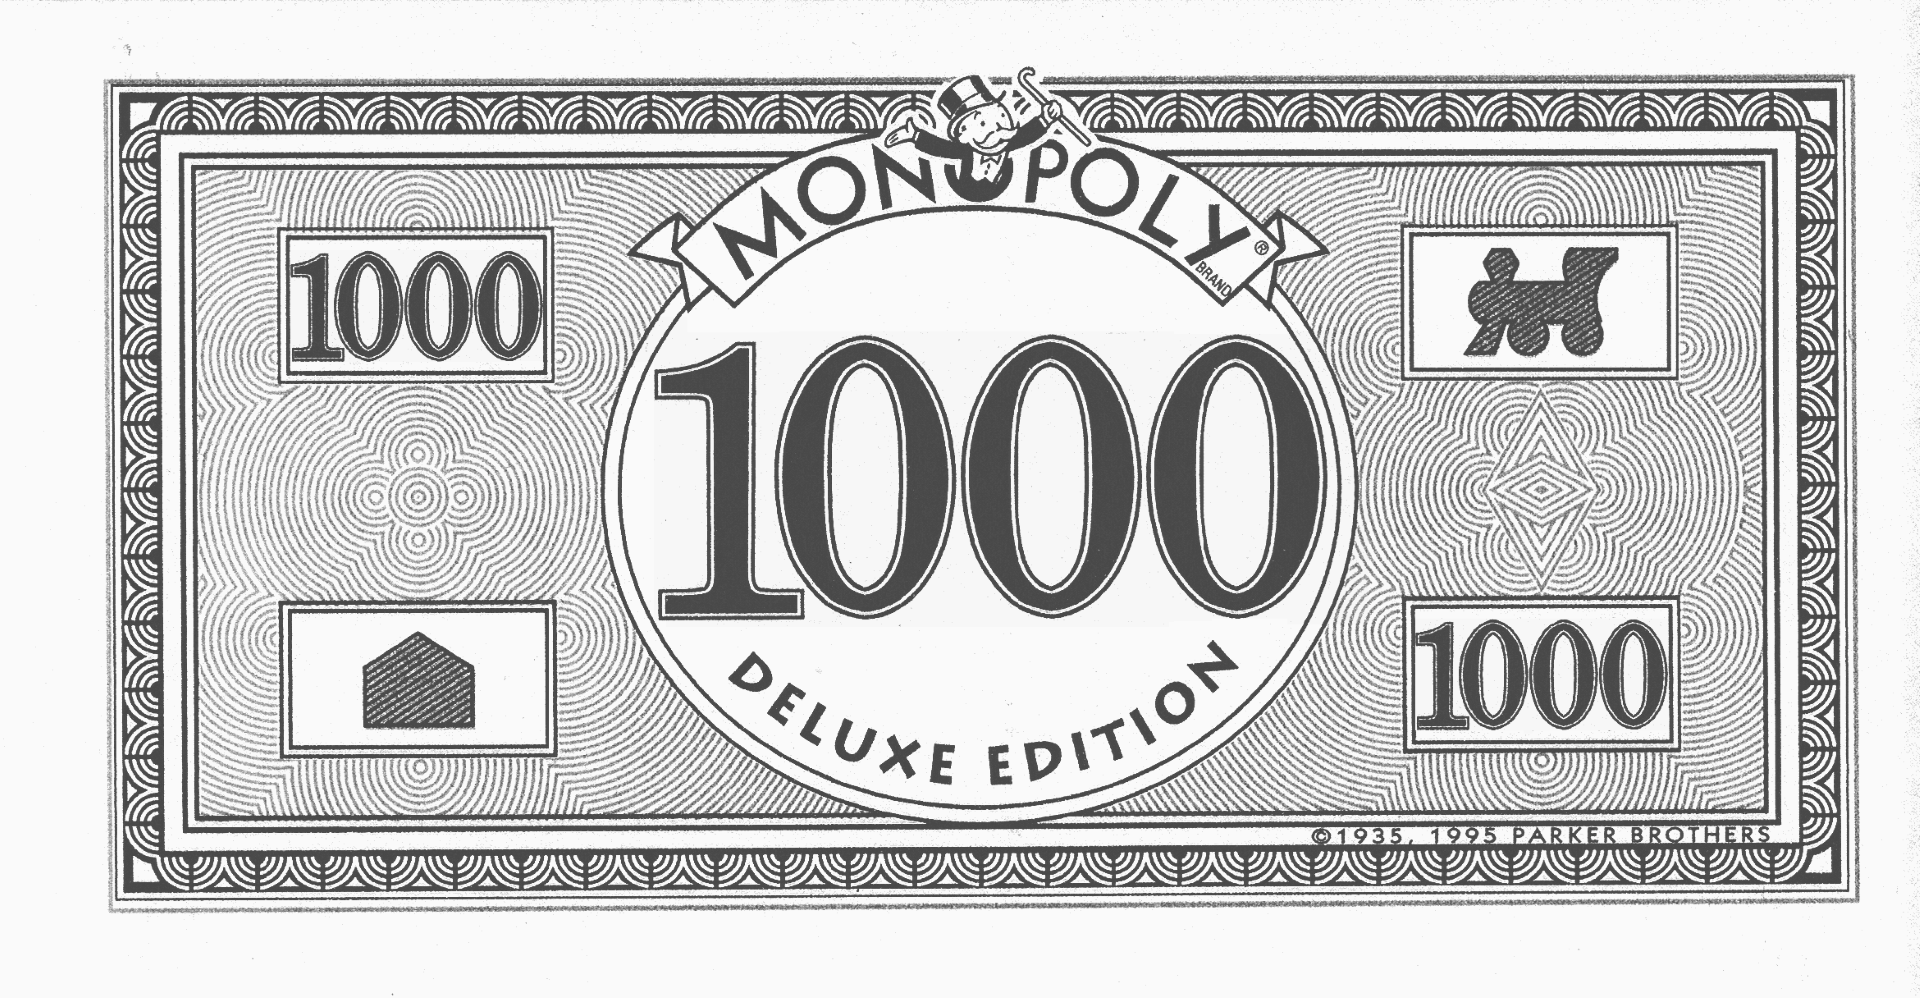 MONOPOLY®
BRAND
1000
1000
DELUXE EDITION
1000
©1935, 1995 PARKER BROTHERS